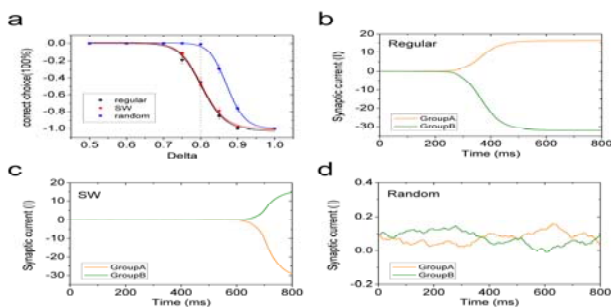 a
0.0
-0.2
-0.4
-0.6
-0.8
-1.0
correct choice(100%)
regular
SW
random
0.5 0.6 0.7 0.8 0.9 1.0
Delta
b
30
20
10
0
-10
-20
-30
Synaptic current (I)
Regular
GroupA
GroupB
0 200 400 600 800
Time (ms)
c
20
10
0
-10
-20
-30
Synaptic current (I)
SW
GroupA
GroupB
0 200 400 600 800
Time (ms)
d
0.4
0.2
0.0
-0.2
Synaptic current (I)
Random
GroupA
GroupB
0 200 400 600 800
Time (ms)